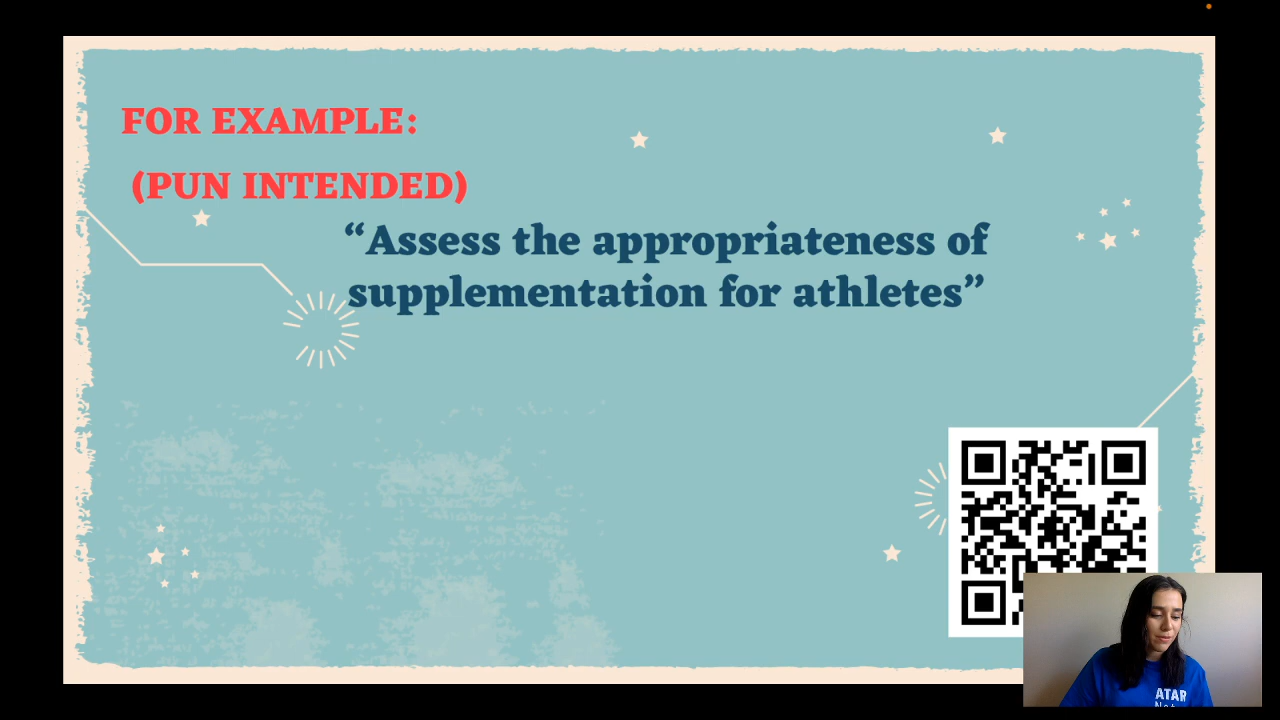 FOR EXAMPLE:
(PUN INTENDED)
“Assess the appropriateness of
supplementation for athletes”
ATAR